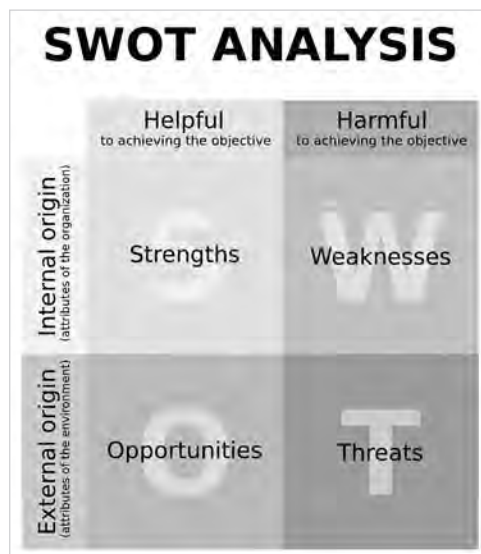 SWOT ANALYSIS
Helpful
to achieving the objective
Harmful
to achieving the objective
Internal origin
(attributes of the organization)
S
Strengths
W
Weaknesses
External origin
(attributes of the environment)
O
Opportunities
T
Threats